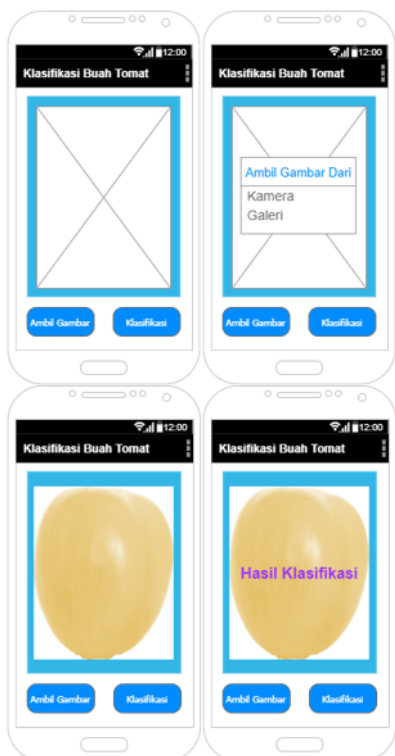 12:00
Klasifikasi Buah Tomat
Ambil Gambar
Klasifikasi
12:00
Klasifikasi Buah Tomat
Ambil Gambar Dari
Kamera
Galeri
Ambil Gambar
Klasifikasi
12:00
Klasifikasi Buah Tomat
Ambil Gambar
Klasifikasi
12:00
Klasifikasi Buah Tomat
Hasil Klasifikasi
Ambil Gambar
Klasifikasi